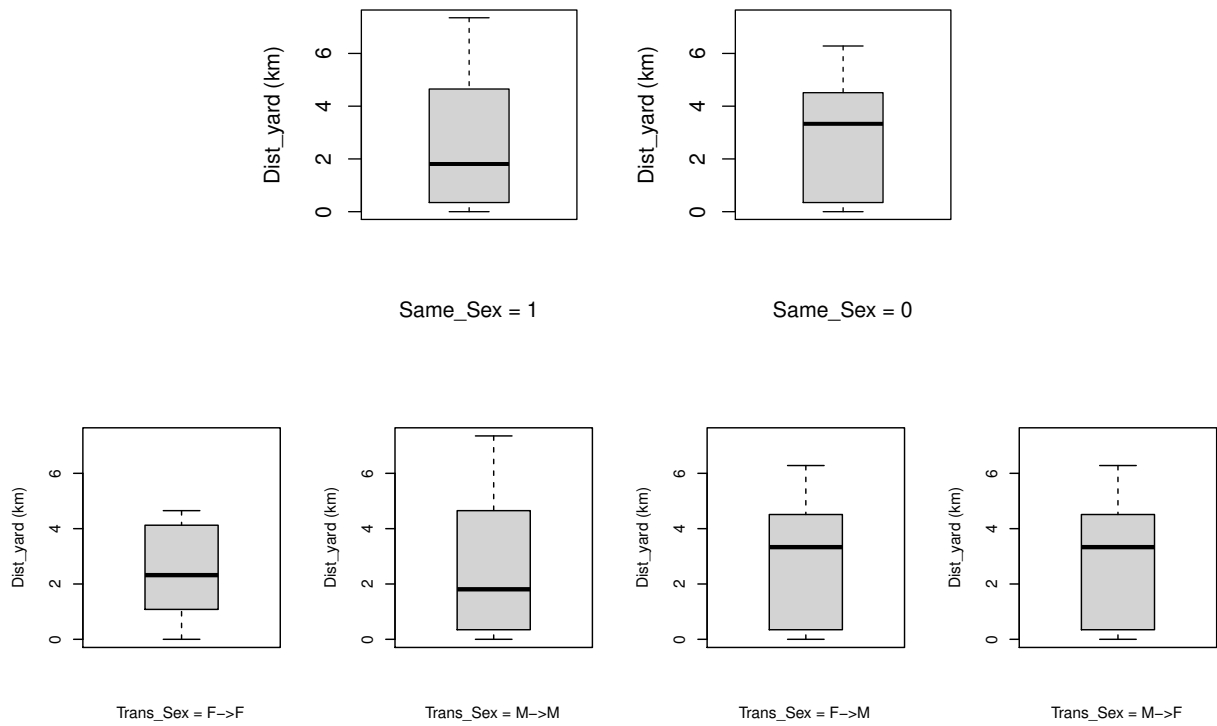 Dist_yard (km)
0 2 4 6
Same_Sex = 1
Dist_yard (km)
0 2 4 6
Same_Sex = 0
Dist_yard (km)
0 2 4 6
Trans_Sex = F->F
Dist_yard (km)
0 2 4 6
Trans_Sex = M->M
Dist_yard (km)
0 2 4 6
Trans_Sex = F->M
Dist_yard (km)
0 2 4 6
Trans_Sex = M->F